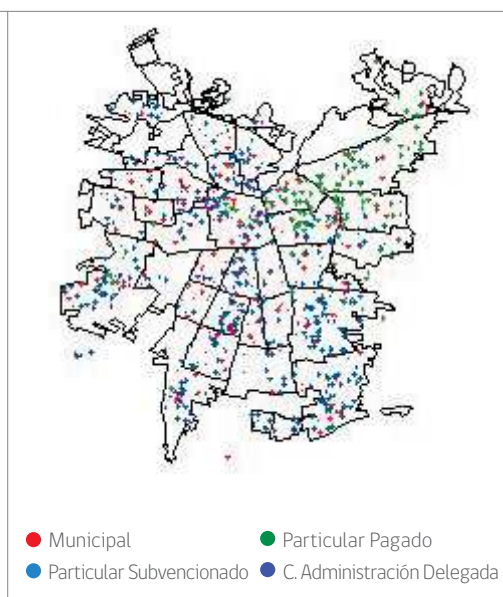 Municipal
Particular Pagado
Particular Subvencionado
C. Administración Delegada